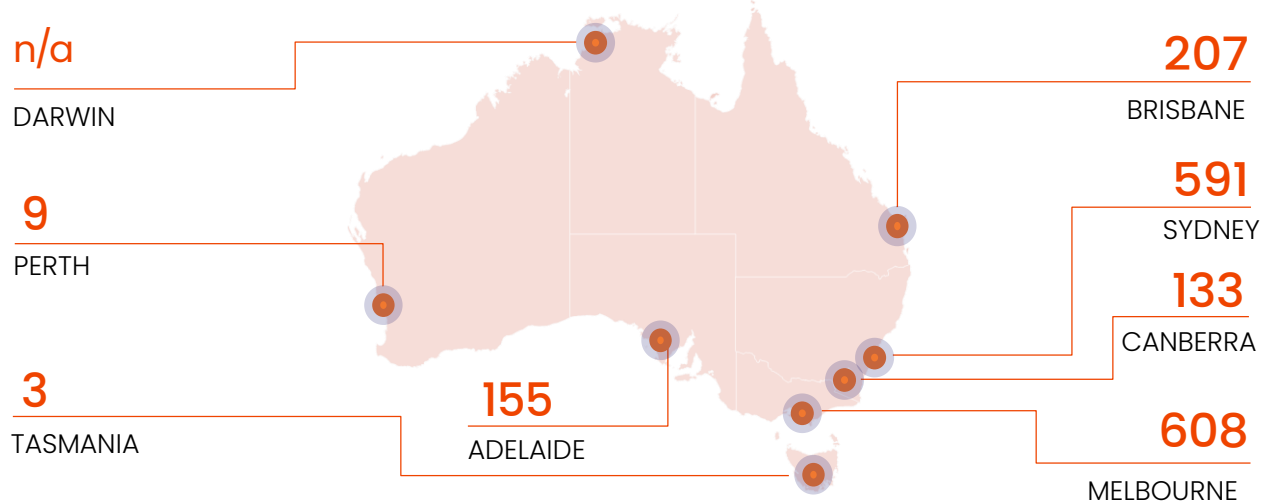 n/a
DARWIN
9
PERTH
3
TASMANIA
155
ADELAIDE
207
BRISBANE
591
SYDNEY
133
CANBERRA
608
MELBOURNE